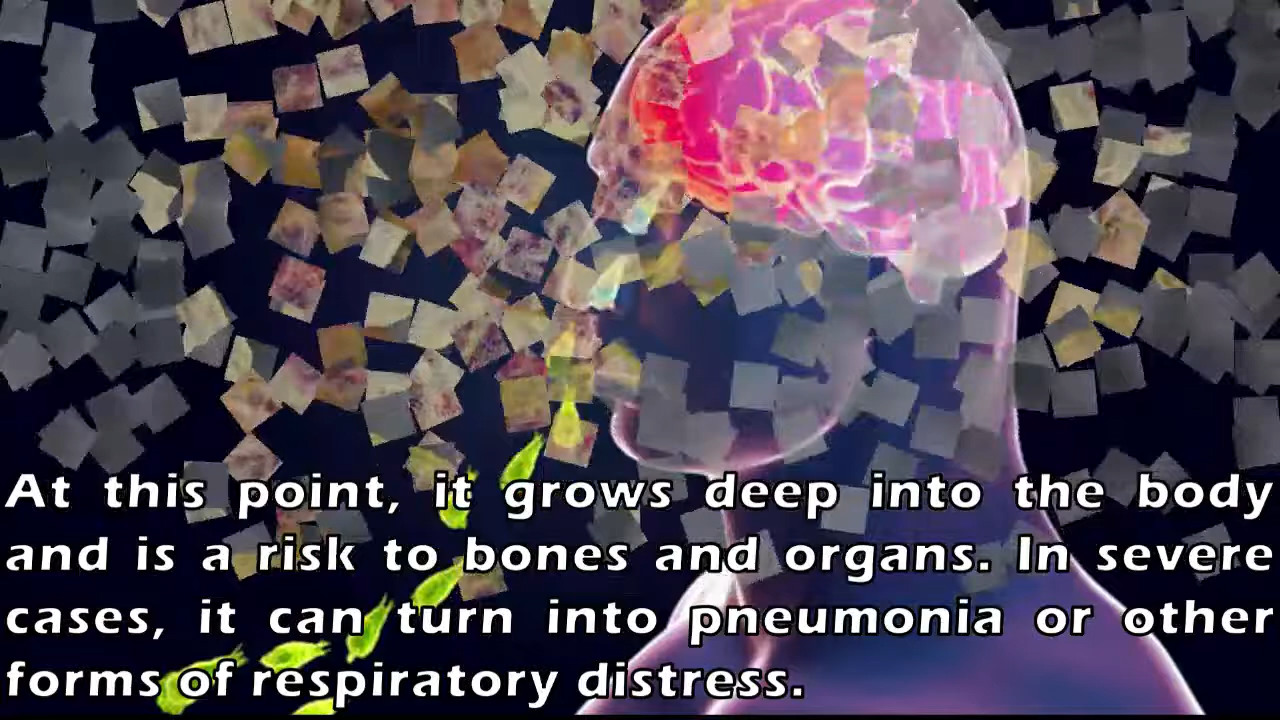 At this point, it grows deep into the body
and is a risk to bones and organs. In severe
cases, it can turn into pneumonia or other
forms of respiratory distress.